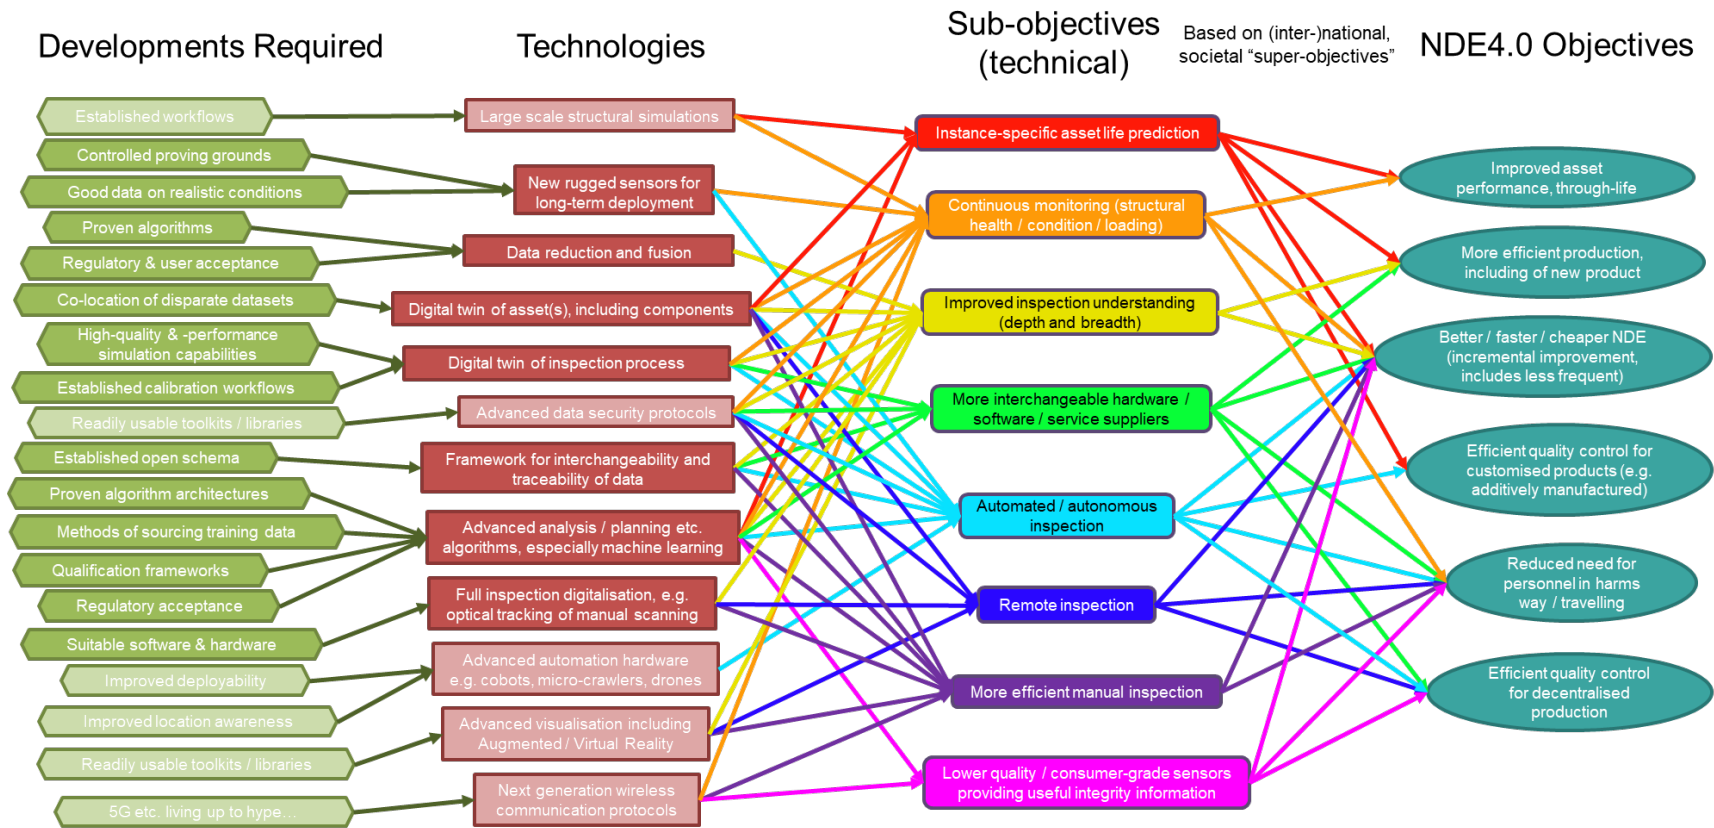 Developments Required
Technologies
Sub-objectives
(technical)
Based on (inter-)national,
societal “super-objectives”
NDE4.0 Objectives
Established workflows
Controlled proving grounds
Good data on realistic conditions
Proven algorithms
Regulatory & user acceptance
Co-location of disparate datasets
High-quality & -performance
simulation capabilities
Established calibration workflows
Readily usable toolkits / libraries
Established open schema
Proven algorithm architectures
Methods of sourcing training data
Qualification frameworks
Regulatory acceptance
Suitable software & hardware
Improved deployability
Improved location awareness
Readily usable toolkits / libraries
5G etc. living up to hype…
Large scale structural simulations
New rugged sensors for
long-term deployment
Data reduction and fusion
Digital twin of asset(s), including components
Digital twin of inspection process
Advanced data security protocols
Framework for interchangeability and
traceability of data
Advanced analysis / planning etc.
algorithms, especially machine learning
Full inspection digitalisation, e.g.
optical tracking of manual scanning
Advanced automation hardware
e.g. cobots, micro-crawlers, drones
Advanced visualisation including
Augmented / Virtual Reality
Next generation wireless
communication protocols
Instance-specific asset life prediction
Continuous monitoring (structural
health / condition / loading)
Improved inspection understanding
(depth and breadth)
More interchangeable hardware /
software / service suppliers
Automated / autonomous
inspection
Remote inspection
More efficient manual inspection
Lower quality / consumer-grade sensors
providing useful integrity information
Improved asset
performance, through-life
More efficient production,
including of new product
Better / faster / cheaper NDE
(incremental improvement,
includes less frequent)
Efficient quality control for
customised products (e.g.
additively manufactured)
Reduced need for
personnel in harms
way / travelling
Efficient quality control
for decentralised
production